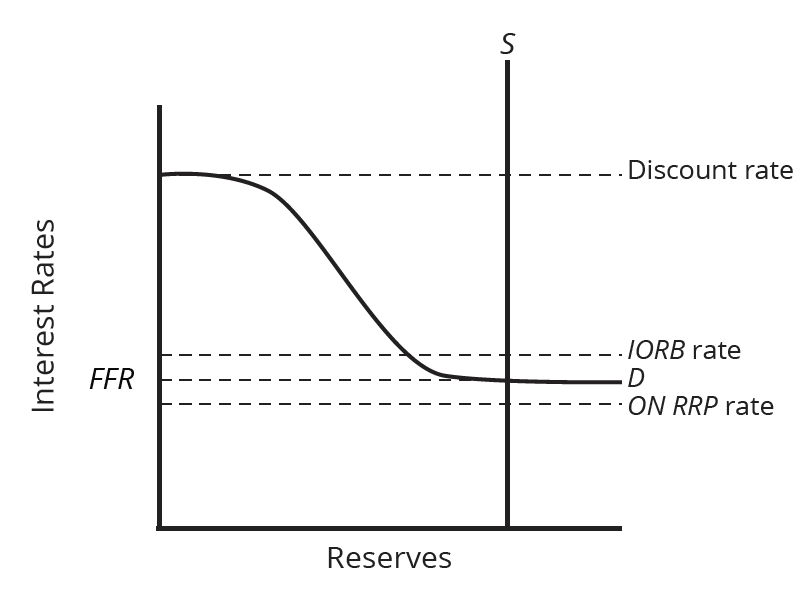 S
Discount rate
Interest Rates
IORB rate
FFR
D
ON RRP rate
Reserves